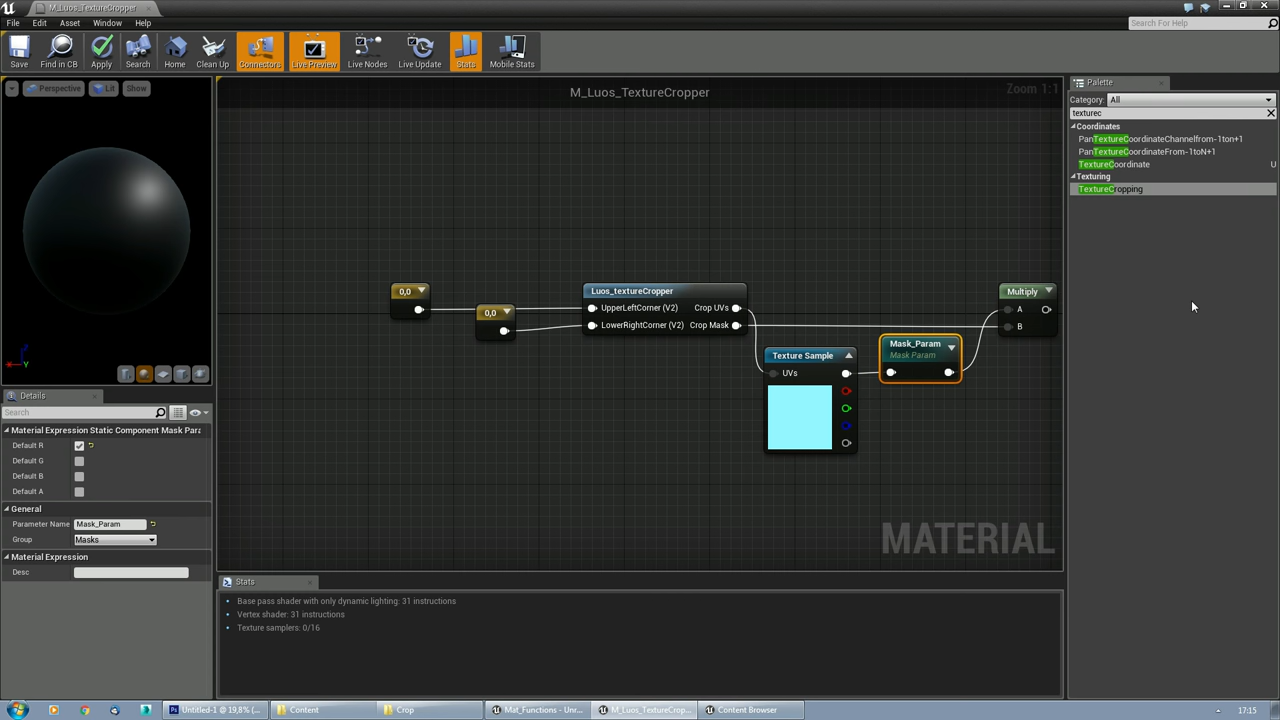 M_Luos_TextureCropper
File Edit Asset Window Help
Search For Help
Save Find in CB Apply Search Home Clean Up Connectors Live Preview Live Nodes Live Update Stats Mobile Stats
Perspective Lit Show
M_Luos_TextureCropper
Zoom 1:1
Palette
Category: All
texturec
Coordinates
PanTextureCoordinateChannelfrom-1ton+1
PanTextureCoordinateFrom-1toN+1
TextureCoordinate U
Texturing
TextureCropping
0,0
0,0
Luos_textureCropper
UpperLeftCorner (V2) Crop UVs
LowerRightCorner (V2) Crop Mask
Texture Sample
UVs
Mask_Param
Mask Param
Multiply
A
B
MATERIAL
Details
Search
Material Expression Static Component Mask Para
Default R
Default G
Default B
Default A
General
Parameter Name Mask_Param
Group Masks
Material Expression
Desc
Stats
Base pass shader with only dynamic lighting: 31 instructions
Vertex shader: 31 instructions
Texture samplers: 0/16
Untitled-1 @ 19,8% (... Content Crop Mat_Functions - Unr... M_Luos_TextureCrop... Content Browser 17:15